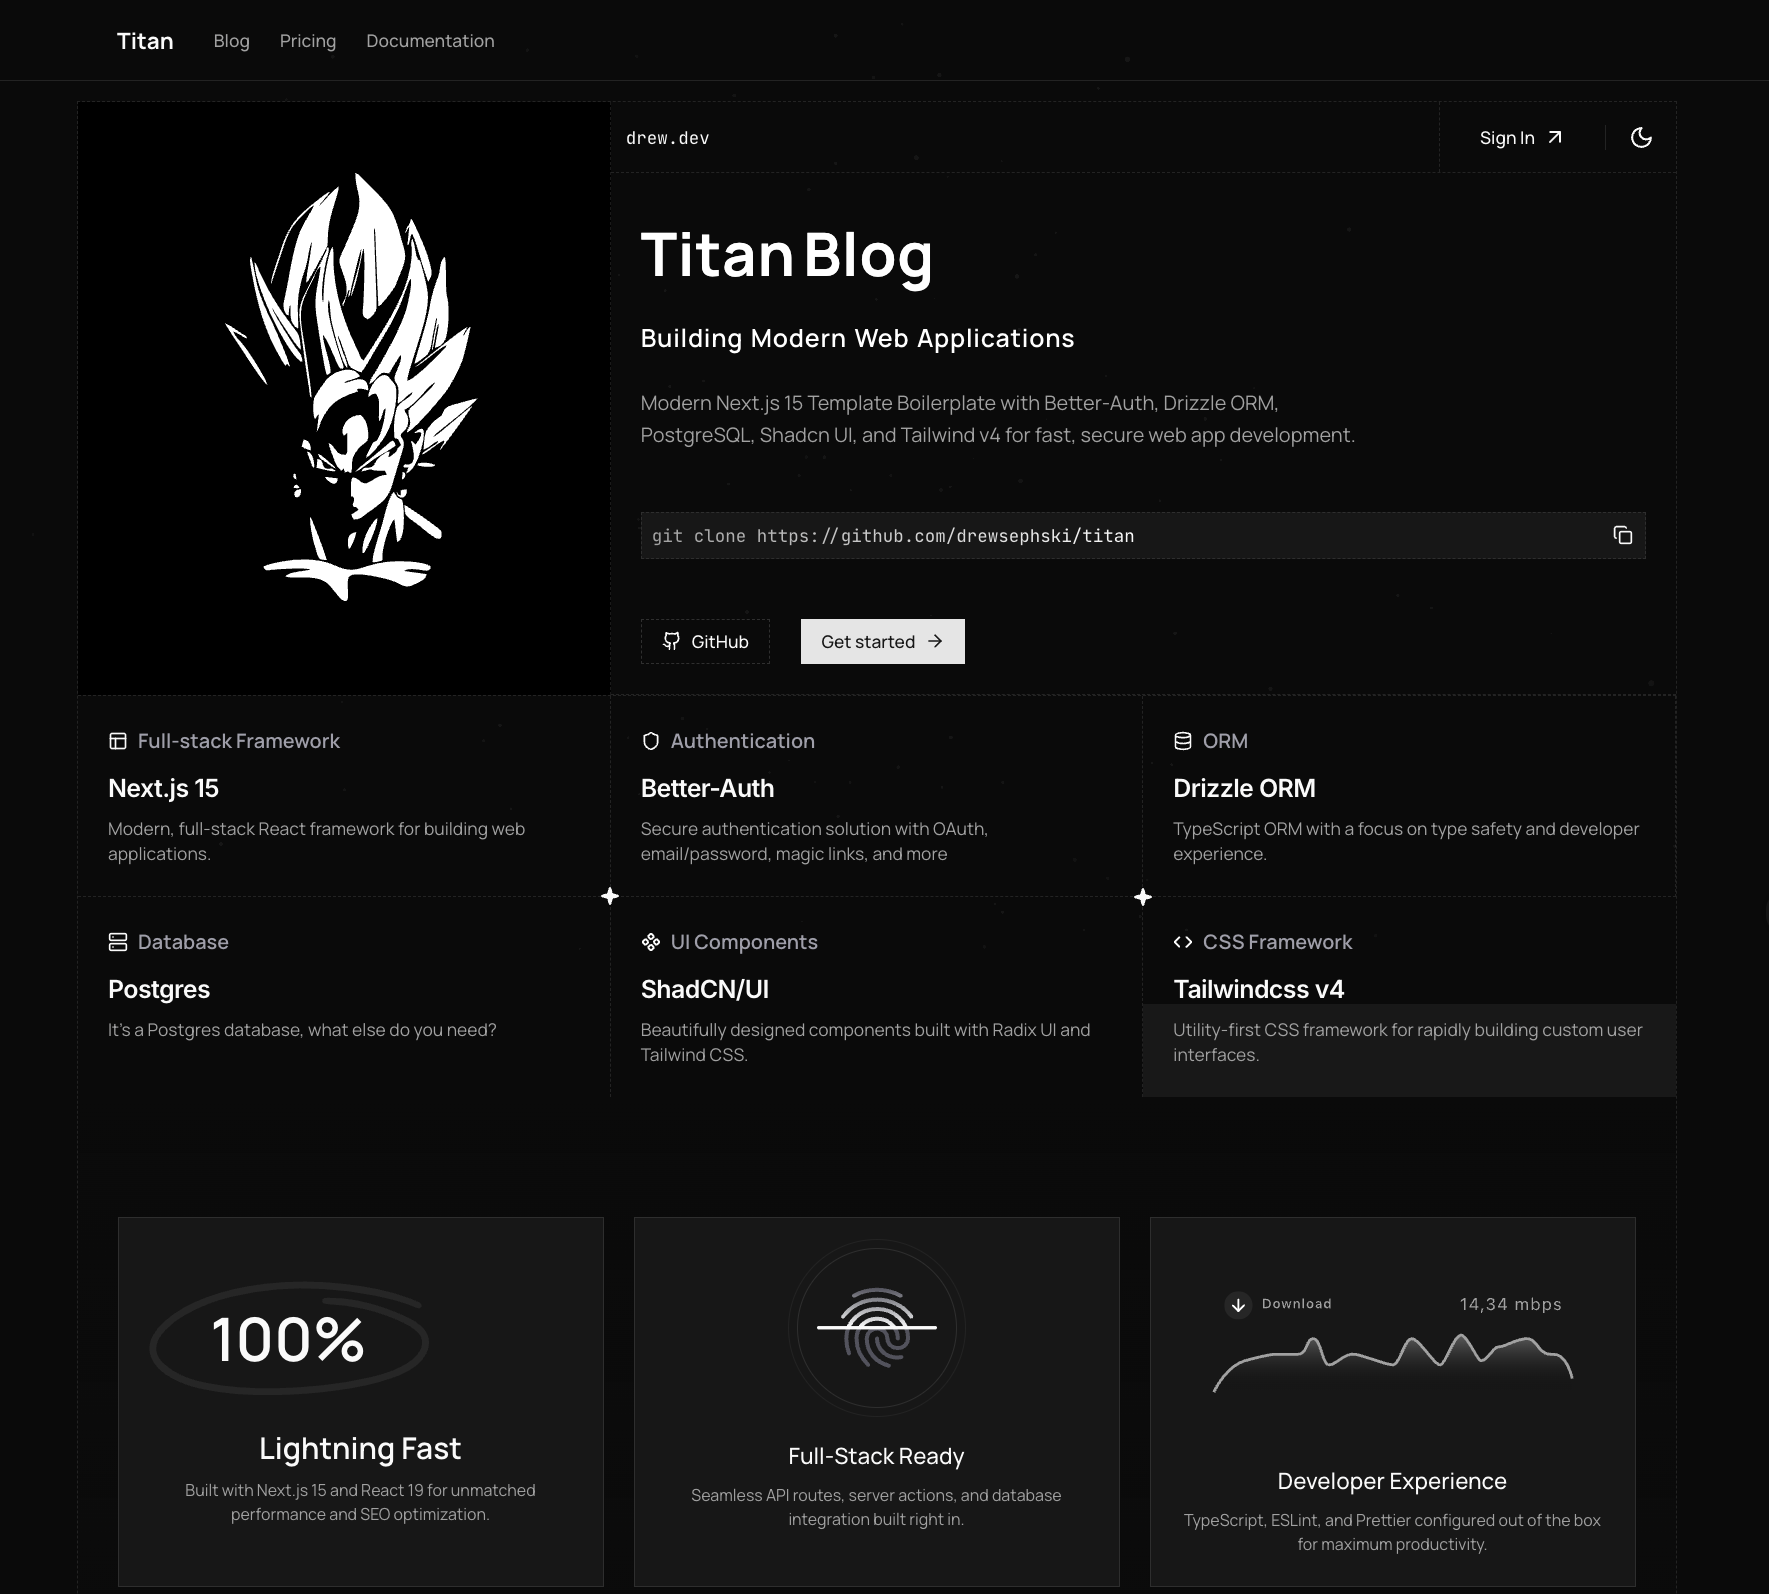 Titan
Blog
Pricing
Documentation
drew.dev
Sign In
Titan Blog
Building Modern Web Applications
Modern Next.js 15 Template Boilerplate with Better-Auth, Drizzle ORM,
PostgreSQL, Shadcn UI, and Tailwind v4 for fast, secure web app development.
git clone https://github.com/drewsephski/titan
GitHub
Get started
Full-stack Framework
Next.js 15
Modern, full-stack React framework for building web
applications.
Authentication
Better-Auth
Secure authentication solution with OAuth,
email/password, magic links, and more
ORM
Drizzle ORM
TypeScript ORM with a focus on type safety and developer
experience.
Database
Postgres
It's a Postgres database, what else do you need?
UI Components
ShadCN/UI
Beautifully designed components built with Radix UI and
Tailwind CSS.
CSS Framework
Tailwindcss v4
Utility-first CSS framework for rapidly building custom user
interfaces.
100%
Lightning Fast
Built with Next.js 15 and React 19 for unmatched
performance and SEO optimization.
Full-Stack Ready
Seamless API routes, server actions, and database
integration built right in.
Download
14,34 mbps
Developer Experience
TypeScript, ESLint, and Prettier configured out of the box
for maximum productivity.